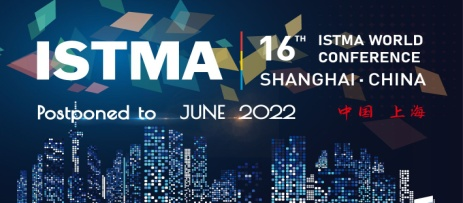 ISTMA
16TH ISTMA WORLD
CONFERENCE
SHANGHAI · CHINA
Postponed to JUNE 2022
中国 上海